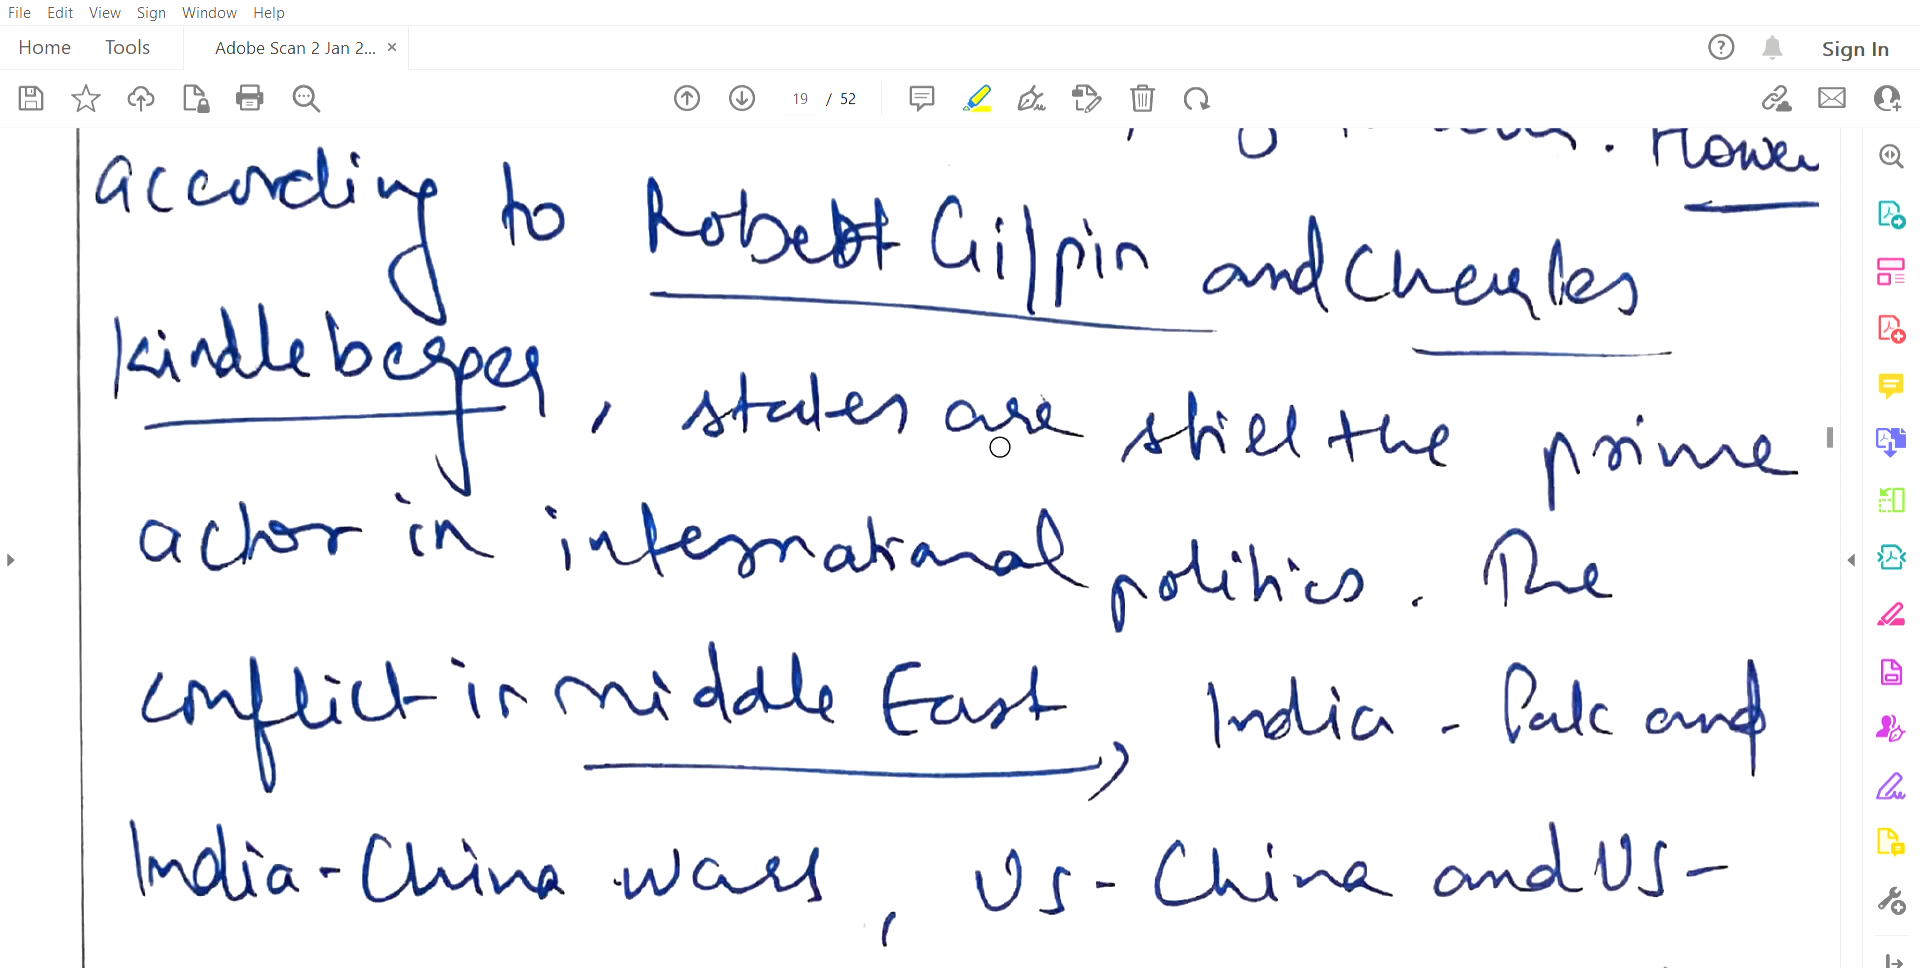 File Edit View Sign Window Help
Home Tools Adobe Scan 2 Jan 2... × Sign In
19 / 52
. Howe
according to Robert Gilpin and Charles
Kindleberger, states are still the prime
actor in international politics. The
conflict in middle East, India - Pak and
India - China wars, US - China and US -